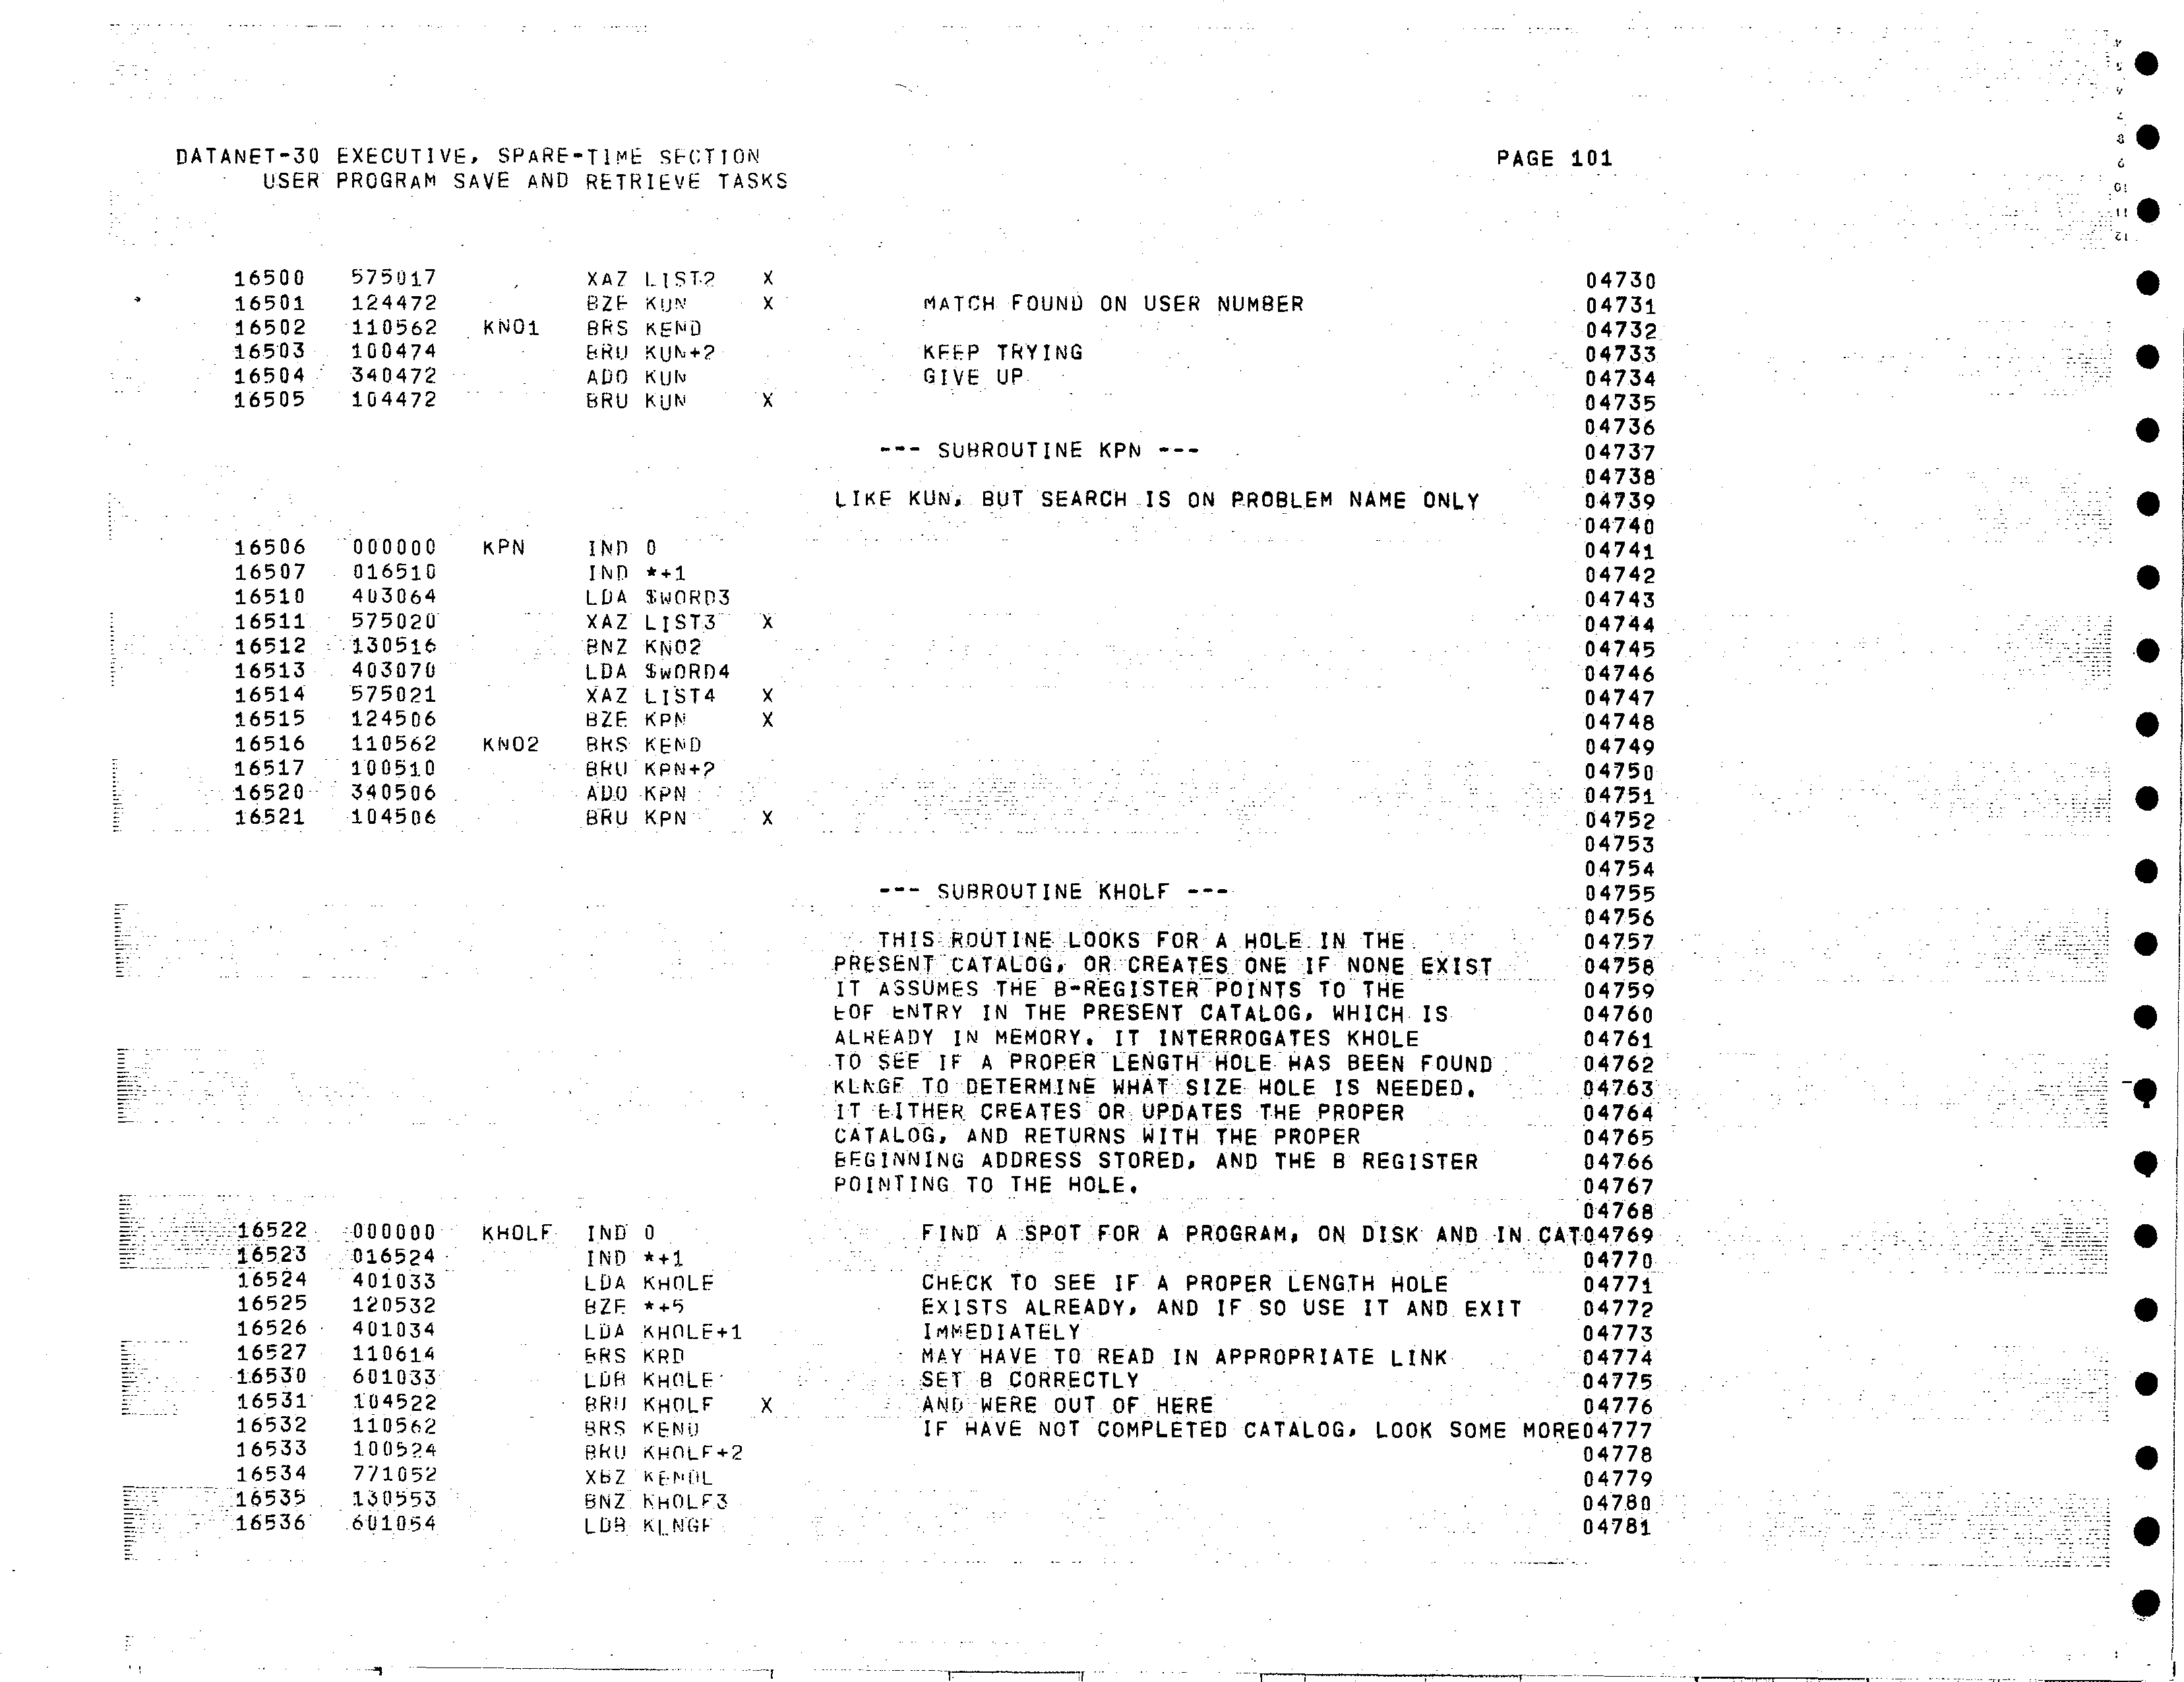 DATANET-30 EXECUTIVE, SPARE-TIME SECTION PAGE 101
USER PROGRAM SAVE AND RETRIEVE TASKS
16500 575017 XAZ LIST2 X 04730
16501 124472 BZE KUN X MATCH FOUND ON USER NUMBER 04731
16502 110562 KNO1 BRS KEND 04732
16503 100474 BRU KUN+2 KEEP TRYING 04733
16504 340472 ADO KUN GIVE UP 04734
16505 104472 BRU KUN X 04735
04736
--- SUBROUTINE KPN --- 04737
04738
LIKE KUN, BUT SEARCH IS ON PROBLEM NAME ONLY 04739
04740
16506 000000 KPN IND 0 04741
16507 016510 IND *+1 04742
16510 403064 LDA $WORD3 04743
16511 575020 XAZ LIST3 X 04744
16512 130516 BNZ KNO2 04745
16513 403070 LDA $WORD4 04746
16514 575021 XAZ LIST4 X 04747
16515 124506 BZE KPN X 04748
16516 110562 KNO2 BRS KEND 04749
16517 100510 BRU KPN+2 04750
16520 340506 ADO KPN 04751
16521 104506 BRU KPN X 04752
04753
04754
--- SUBROUTINE KHOLF --- 04755
04756
THIS ROUTINE LOOKS FOR A HOLE IN THE 04757
PRESENT CATALOG, OR CREATES ONE IF NONE EXIST 04758
IT ASSUMES THE B-REGISTER POINTS TO THE 04759
EOF ENTRY IN THE PRESENT CATALOG, WHICH IS 04760
ALREADY IN MEMORY. IT INTERROGATES KHOLE 04761
TO SEE IF A PROPER LENGTH HOLE HAS BEEN FOUND 04762
KLNGF TO DETERMINE WHAT SIZE HOLE IS NEEDED. 04763
IT EITHER CREATES OR UPDATES THE PROPER 04764
CATALOG, AND RETURNS WITH THE PROPER 04765
BEGINNING ADDRESS STORED, AND THE B REGISTER 04766
POINTING TO THE HOLE. 04767
04768
16522 000000 KHOLF IND 0 FIND A SPOT FOR A PROGRAM, ON DISK AND IN CAT04769
16523 016524 IND *+1 04770
16524 401033 LDA KHOLE CHECK TO SEE IF A PROPER LENGTH HOLE 04771
16525 120532 BZE *+5 EXISTS ALREADY, AND IF SO USE IT AND EXIT 04772
16526 401034 LDA KHOLE+1 IMMEDIATELY 04773
16527 110614 BRS KRD MAY HAVE TO READ IN APPROPRIATE LINK 04774
16530 601033 LDB KHOLE SET B CORRECTLY 04775
16531 104522 BRU KHOLF X AND WERE OUT OF HERE 04776
16532 110562 BRS KEND IF HAVE NOT COMPLETED CATALOG, LOOK SOME MORE04777
16533 100524 BRU KHOLF+2 04778
16534 771052 XBZ KENDL 04779
16535 130553 BNZ KHOLF3 04780
16536 601054 LDB KLNGF 04781